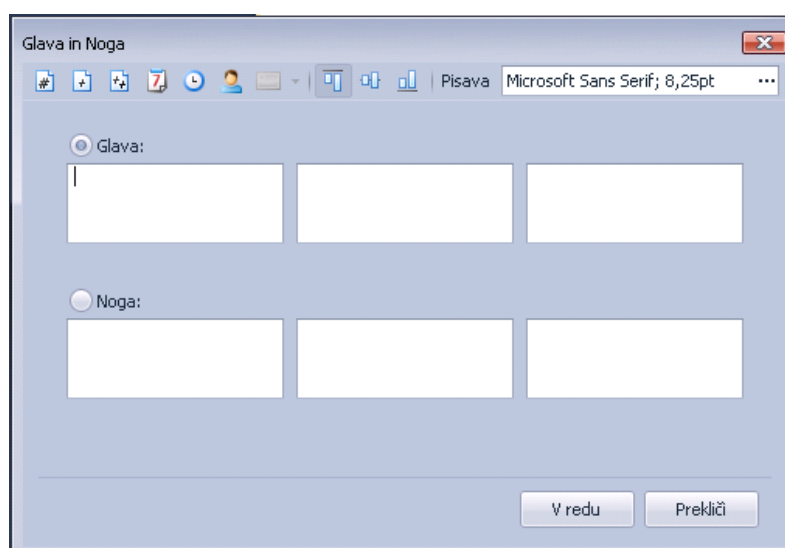 Glava in Noga
Pisava Microsoft Sans Serif; 8,25pt ...
Glava:
Noga:
V redu Prekliči